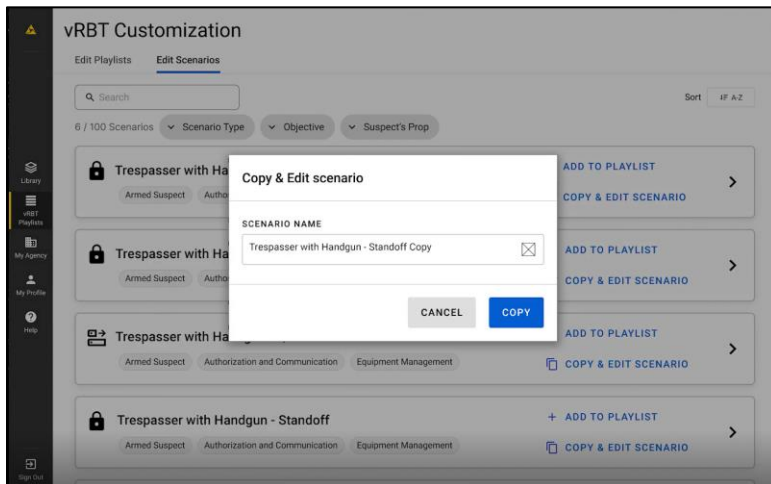 vRBT Customization
Edit Playlists Edit Scenarios
Search
Sort A-Z
6 / 100 Scenarios Scenario Type Objective Suspect's Prop
Library
vRBT Playlists
My Agency
My Profile
Help
Sign Out
Trespasser with Ha
Armed Suspect Autho
ADD TO PLAYLIST
COPY & EDIT SCENARIO
Copy & Edit scenario
SCENARIO NAME
Trespasser with Handgun - Standoff Copy
CANCEL COPY
Trespasser with Ha
Armed Suspect Autho
ADD TO PLAYLIST
COPY & EDIT SCENARIO
Trespasser with Ha
Armed Suspect Authorization and Communication Equipment Management
ADD TO PLAYLIST
COPY & EDIT SCENARIO
Trespasser with Handgun - Standoff
Armed Suspect Authorization and Communication Equipment Management
+ ADD TO PLAYLIST
COPY & EDIT SCENARIO